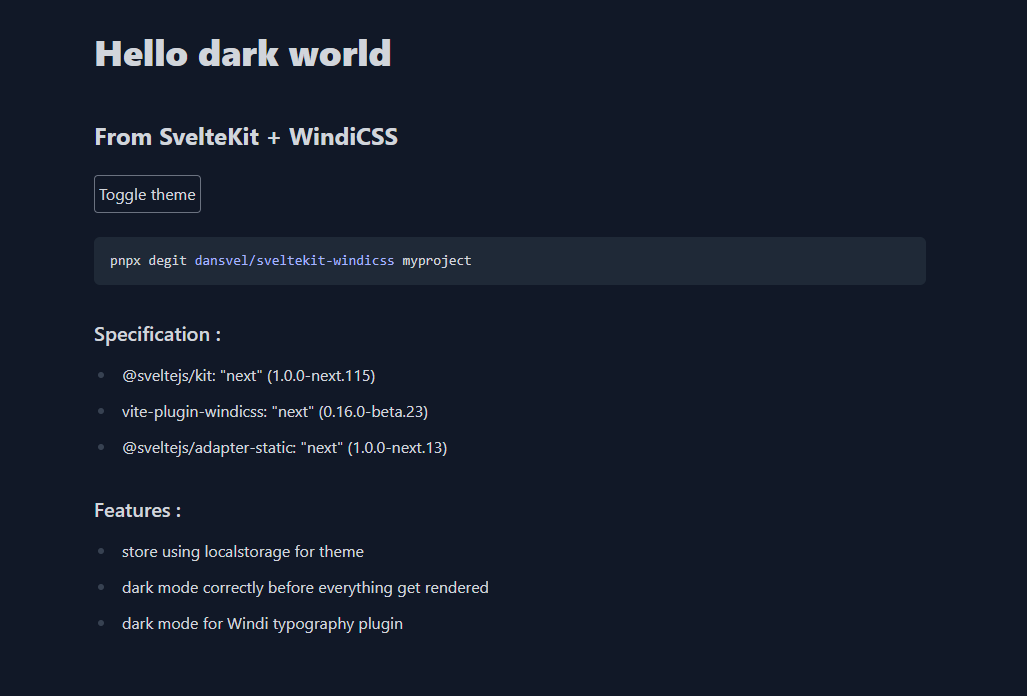 Hello dark world
From SvelteKit + WindiCSS
Toggle theme
pnpx degit dansvel/sveltekit-windicss myproject
Specification :
@sveltejs/kit: "next" (1.0.0-next.115)
vite-plugin-windicss: "next" (0.16.0-beta.23)
@sveltejs/adapter-static: "next" (1.0.0-next.13)
Features :
store using localstorage for theme
dark mode correctly before everything get rendered
dark mode for Windi typography plugin